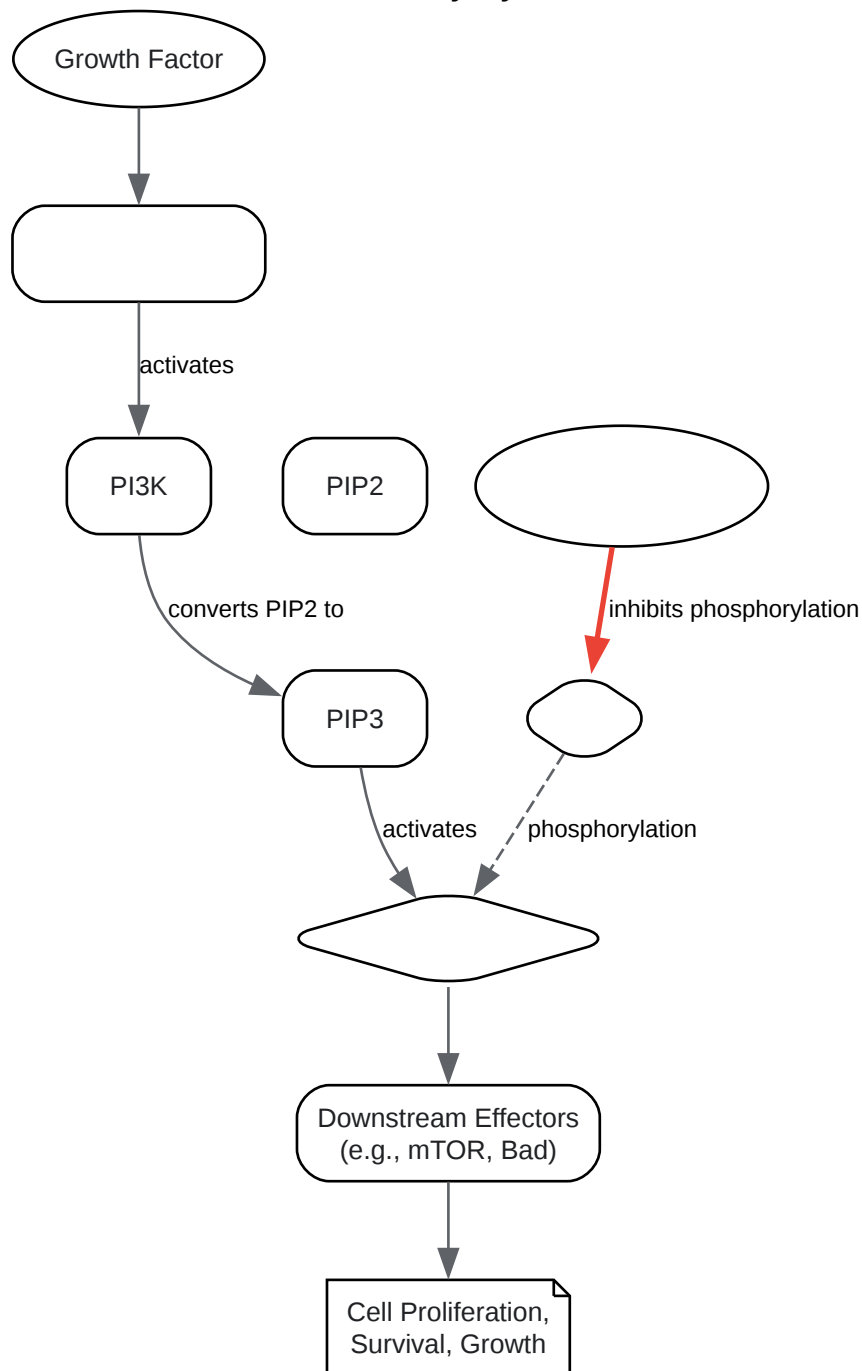 Growth Factor
activates
PI3K
PIP2
converts PIP2 to
inhibits phosphorylation
PIP3
activates
phosphorylation
Downstream Effectors
(e.g., mTOR, Bad)
Cell Proliferation,
Survival, Growth